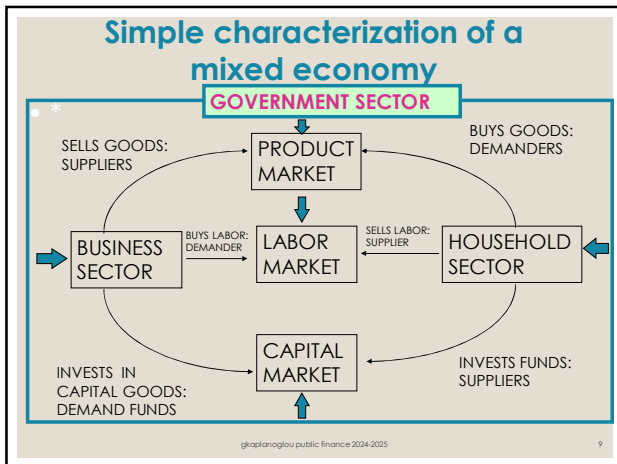 Simple characterization of a
mixed economy
• *
GOVERNMENT SECTOR
SELLS GOODS:
SUPPLIERS
PRODUCT
MARKET
BUYS GOODS:
DEMANDERS
BUSINESS
SECTOR
BUYS LABOR:
DEMANDER
LABOR
MARKET
SELLS LABOR:
SUPPLIER
HOUSEHOLD
SECTOR
INVESTS IN
CAPITAL GOODS:
DEMAND FUNDS
CAPITAL
MARKET
INVESTS FUNDS:
SUPPLIERS
gkaplanoglou public finance 2024-2025
9